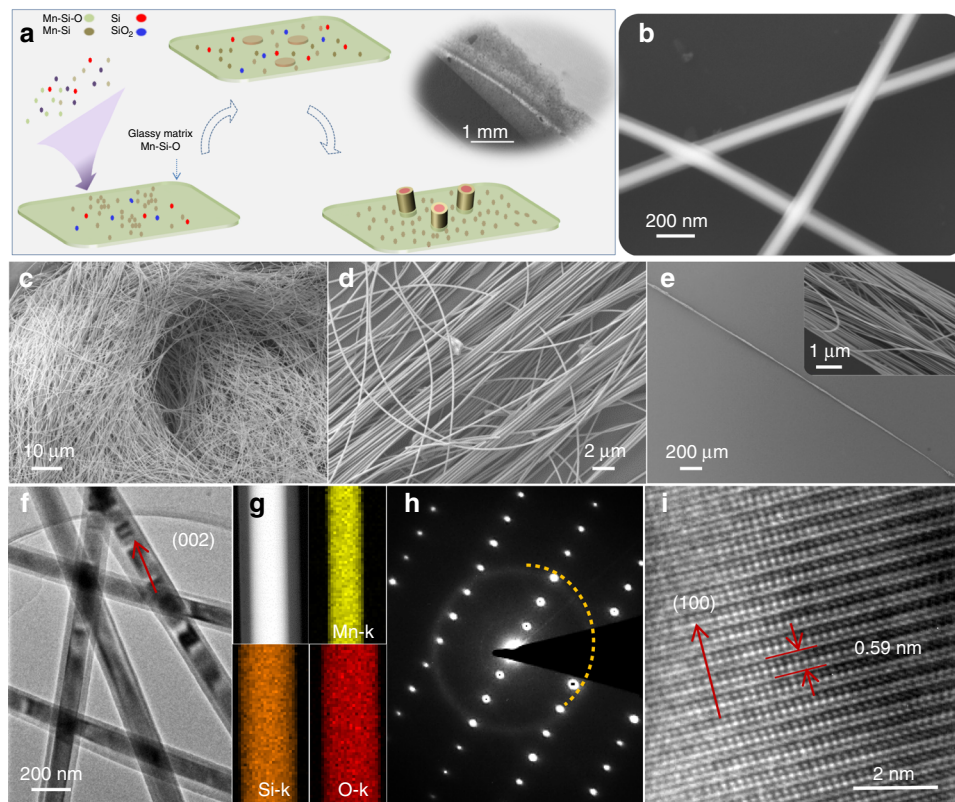 a
Mn-Si-O
Si
Mn-Si
SiO₂
Glassy matrix
Mn-Si-O
1 mm
b
200 nm
c
10 μm
d
2 μm
e
1 μm
200 μm
f
(002)
200 nm
g
Mn-k
Si-k
O-k
h
i
(100)
0.59 nm
2 nm